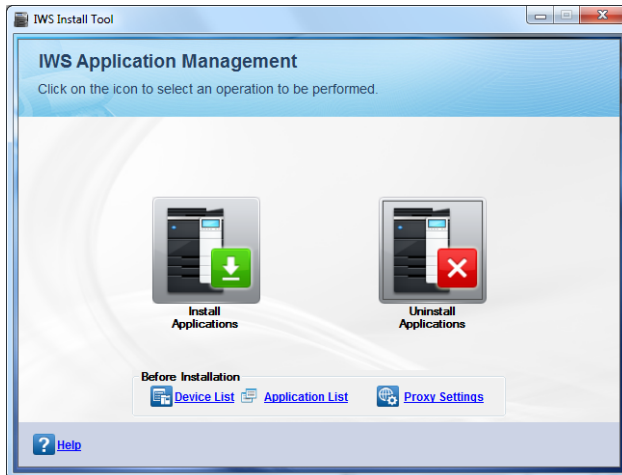 IWS Install Tool
IWS Application Management
Click on the icon to select an operation to be performed.
Install
Applications
Uninstall
Applications
Before Installation
Device List
Application List
Proxy Settings
? Help